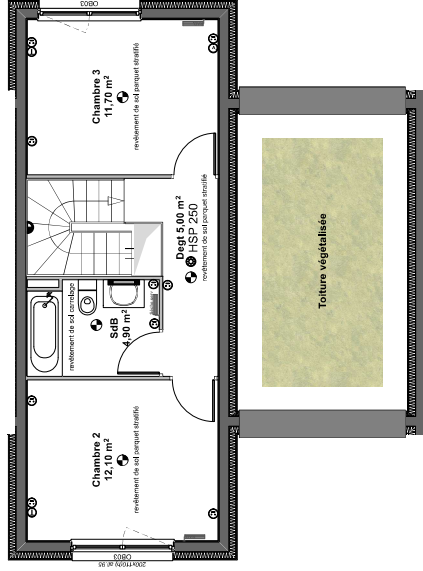 OB03
Chambre 3
11,70 m²
revêtement de sol parquet stratifié
Degt 5,00 m²
HSP 250
revêtement de sol parquet stratifié
Toiture végétalisée
revêtement de sol carrelage
SdB
4,90 m²
Chambre 2
12,10 m²
revêtement de sol parquet stratifié
OB03